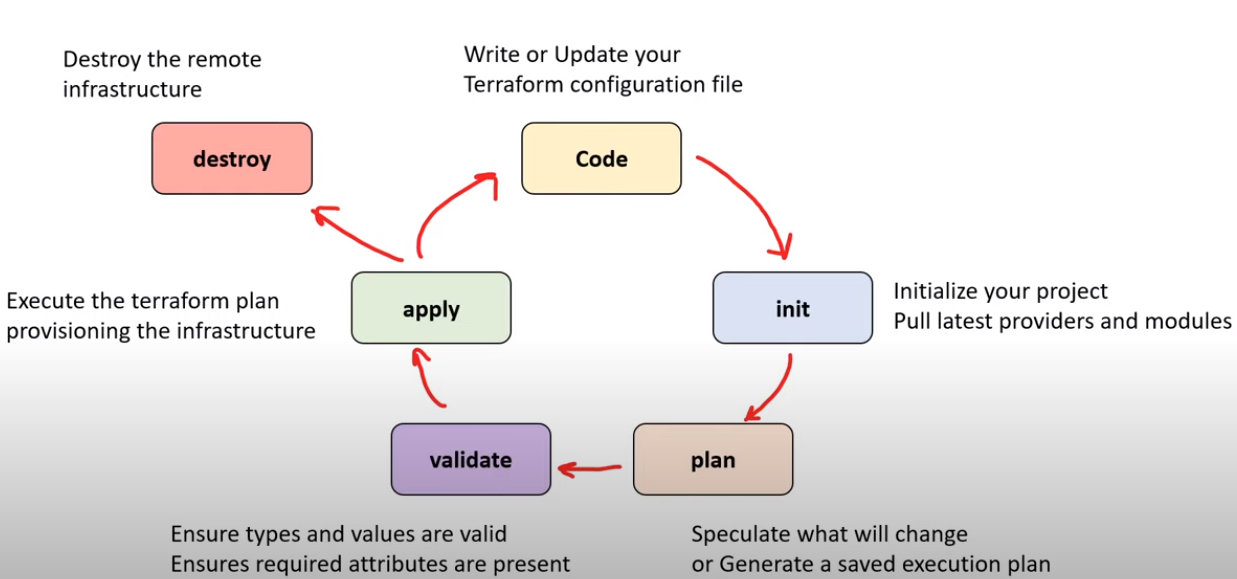 Destroy the remote
infrastructure
Write or Update your
Terraform configuration file
destroy
Code
Execute the terraform plan
provisioning the infrastructure
apply
init
Initialize your project
Pull latest providers and modules
validate
plan
Ensure types and values are valid
Ensures required attributes are present
Speculate what will change
or Generate a saved execution plan